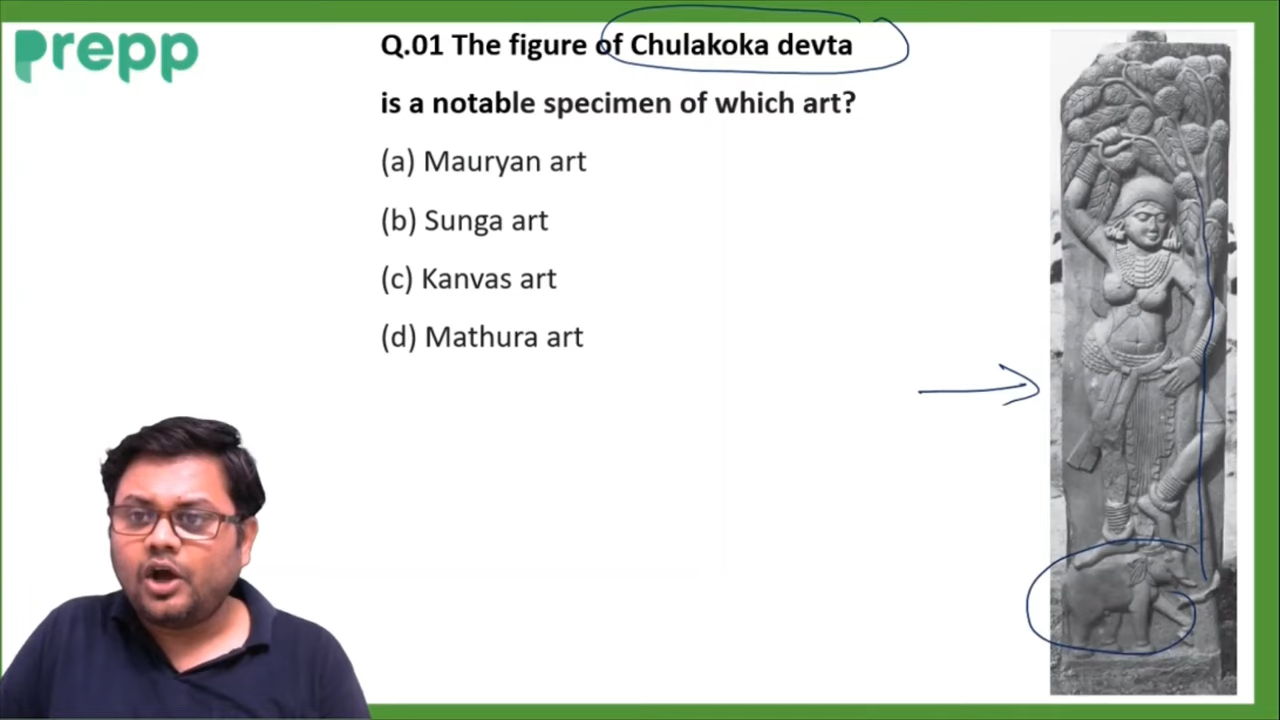 prepp
Q.01 The figure of Chulakoka devta
is a notable specimen of which art?
(a) Mauryan art
(b) Sunga art
(c) Kanvas art
(d) Mathura art